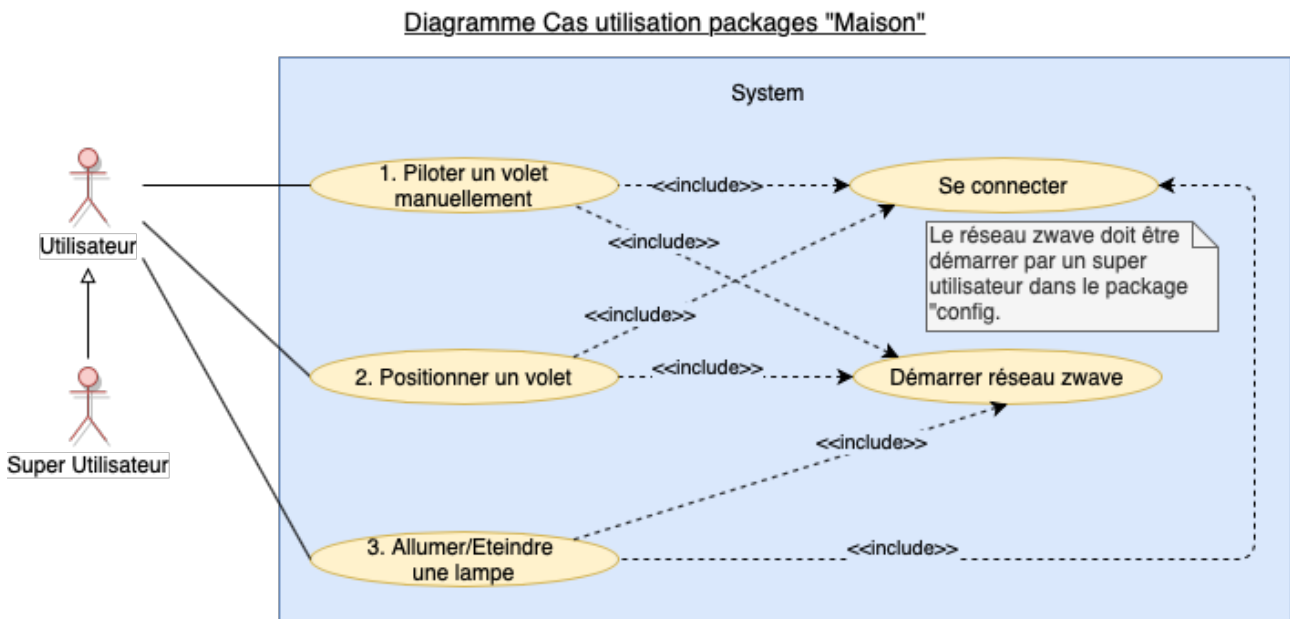 Diagramme Cas utilisation packages "Maison"
System
1. Piloter un volet
manuellement
<<include>>
Se connecter
Utilisateur
<<include>>
Le réseau zwave doit être
démarrer par un super
utilisateur dans le package
"config.
<<include>>
2. Positionner un volet
<<include>>
Démarrer réseau zwave
Super Utilisateur
<<include>>
3. Allumer/Eteindre
une lampe
<<include>>